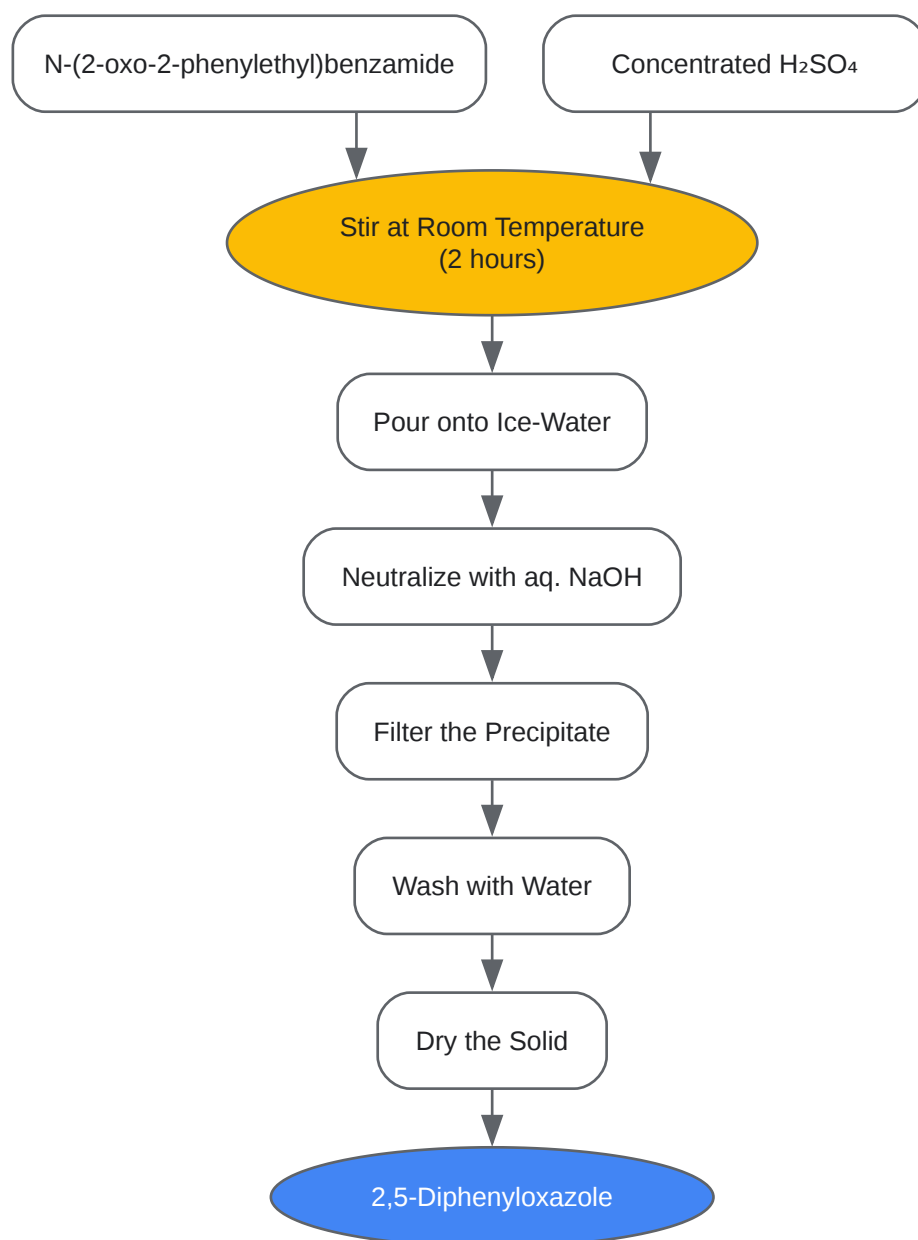 N-(2-oxo-2-phenylethyl)benzamide
Concentrated H₂SO₄
Stir at Room Temperature
(2 hours)
Pour onto Ice-Water
Neutralize with aq. NaOH
Filter the Precipitate
Wash with Water
Dry the Solid
2,5-Diphenyloxazole